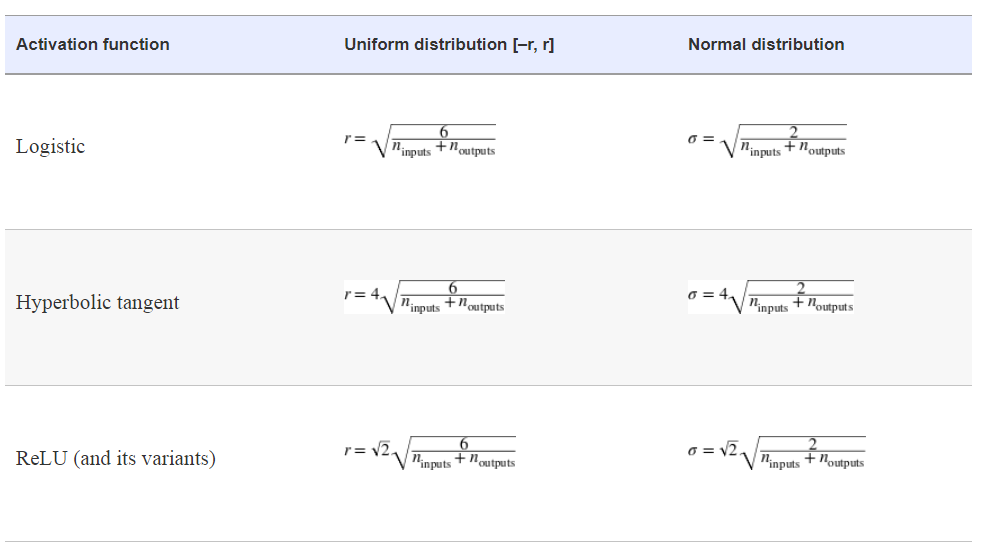 Activation function Uniform distribution [–r, r] Normal distribution
Logistic r = √(6 / (n_inputs + n_outputs)) σ = √(2 / (n_inputs + n_outputs))
Hyperbolic tangent r = 4√(6 / (n_inputs + n_outputs)) σ = 4√(2 / (n_inputs + n_outputs))
ReLU (and its variants) r = √2√(6 / (n_inputs + n_outputs)) σ = √2√(2 / (n_inputs + n_outputs))